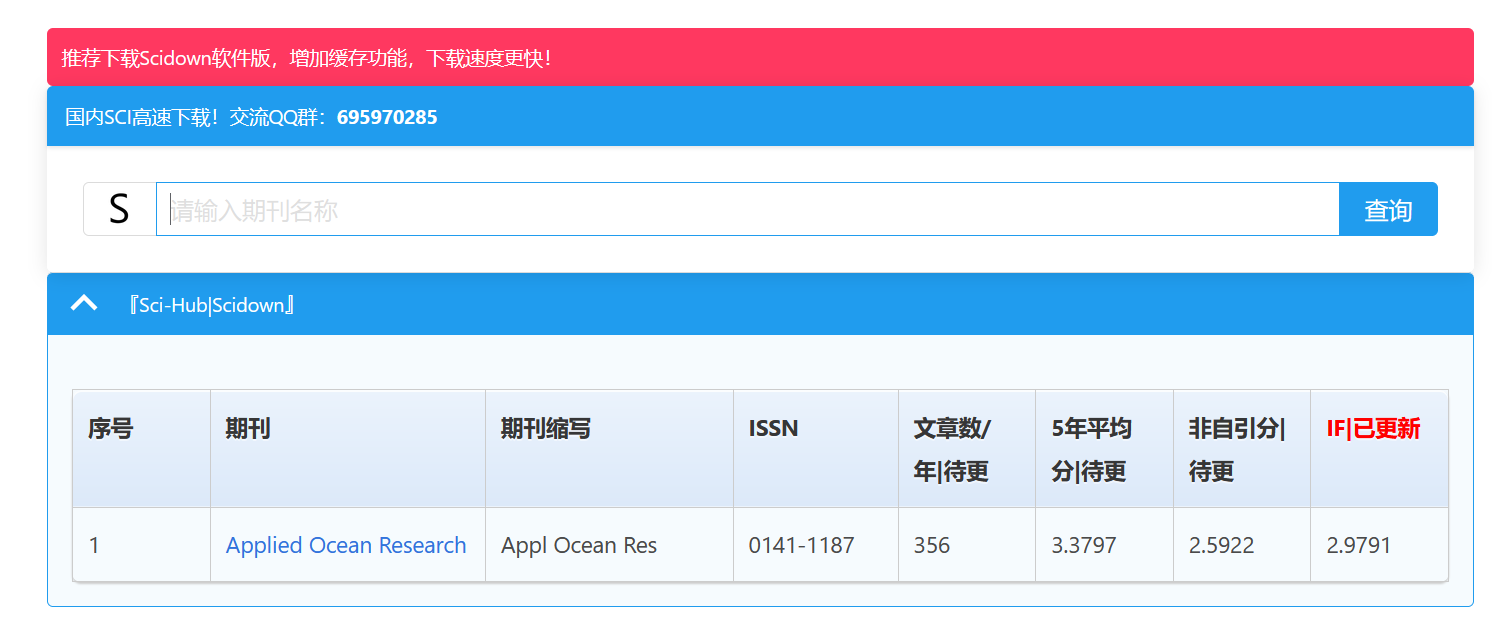 推荐下载Scidown软件版，增加缓存功能，下载速度更快！
国内SCI高速下载！交流QQ群：695970285
S 请输入期刊名称 查询
『Sci-Hub|Scidown』
序号 期刊 期刊缩写 ISSN 文章数/ 5年平均 非自引分| IF|已更新
年|待更 分|待更 待更
1 Applied Ocean Research Appl Ocean Res 0141-1187 356 3.3797 2.5922 2.9791